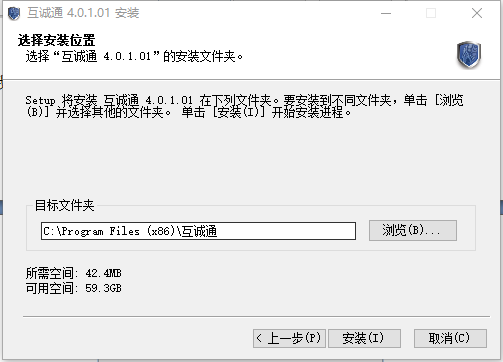 互诚通 4.0.1.01 安装
选择安装位置
选择“互诚通 4.0.1.01”的安装文件夹。
Setup 将安装 互诚通 4.0.1.01 在下列文件夹。要安装到不同文件夹，单击 [浏览
(B)] 并选择其他的文件夹。 单击 [安装(I)] 开始安装进程。
目标文件夹
C:\Program Files (x86)\互诚通
浏览(B)...
所需空间: 42.4MB
可用空间: 59.3GB
< 上一步(P)
安装(I)
取消(C)